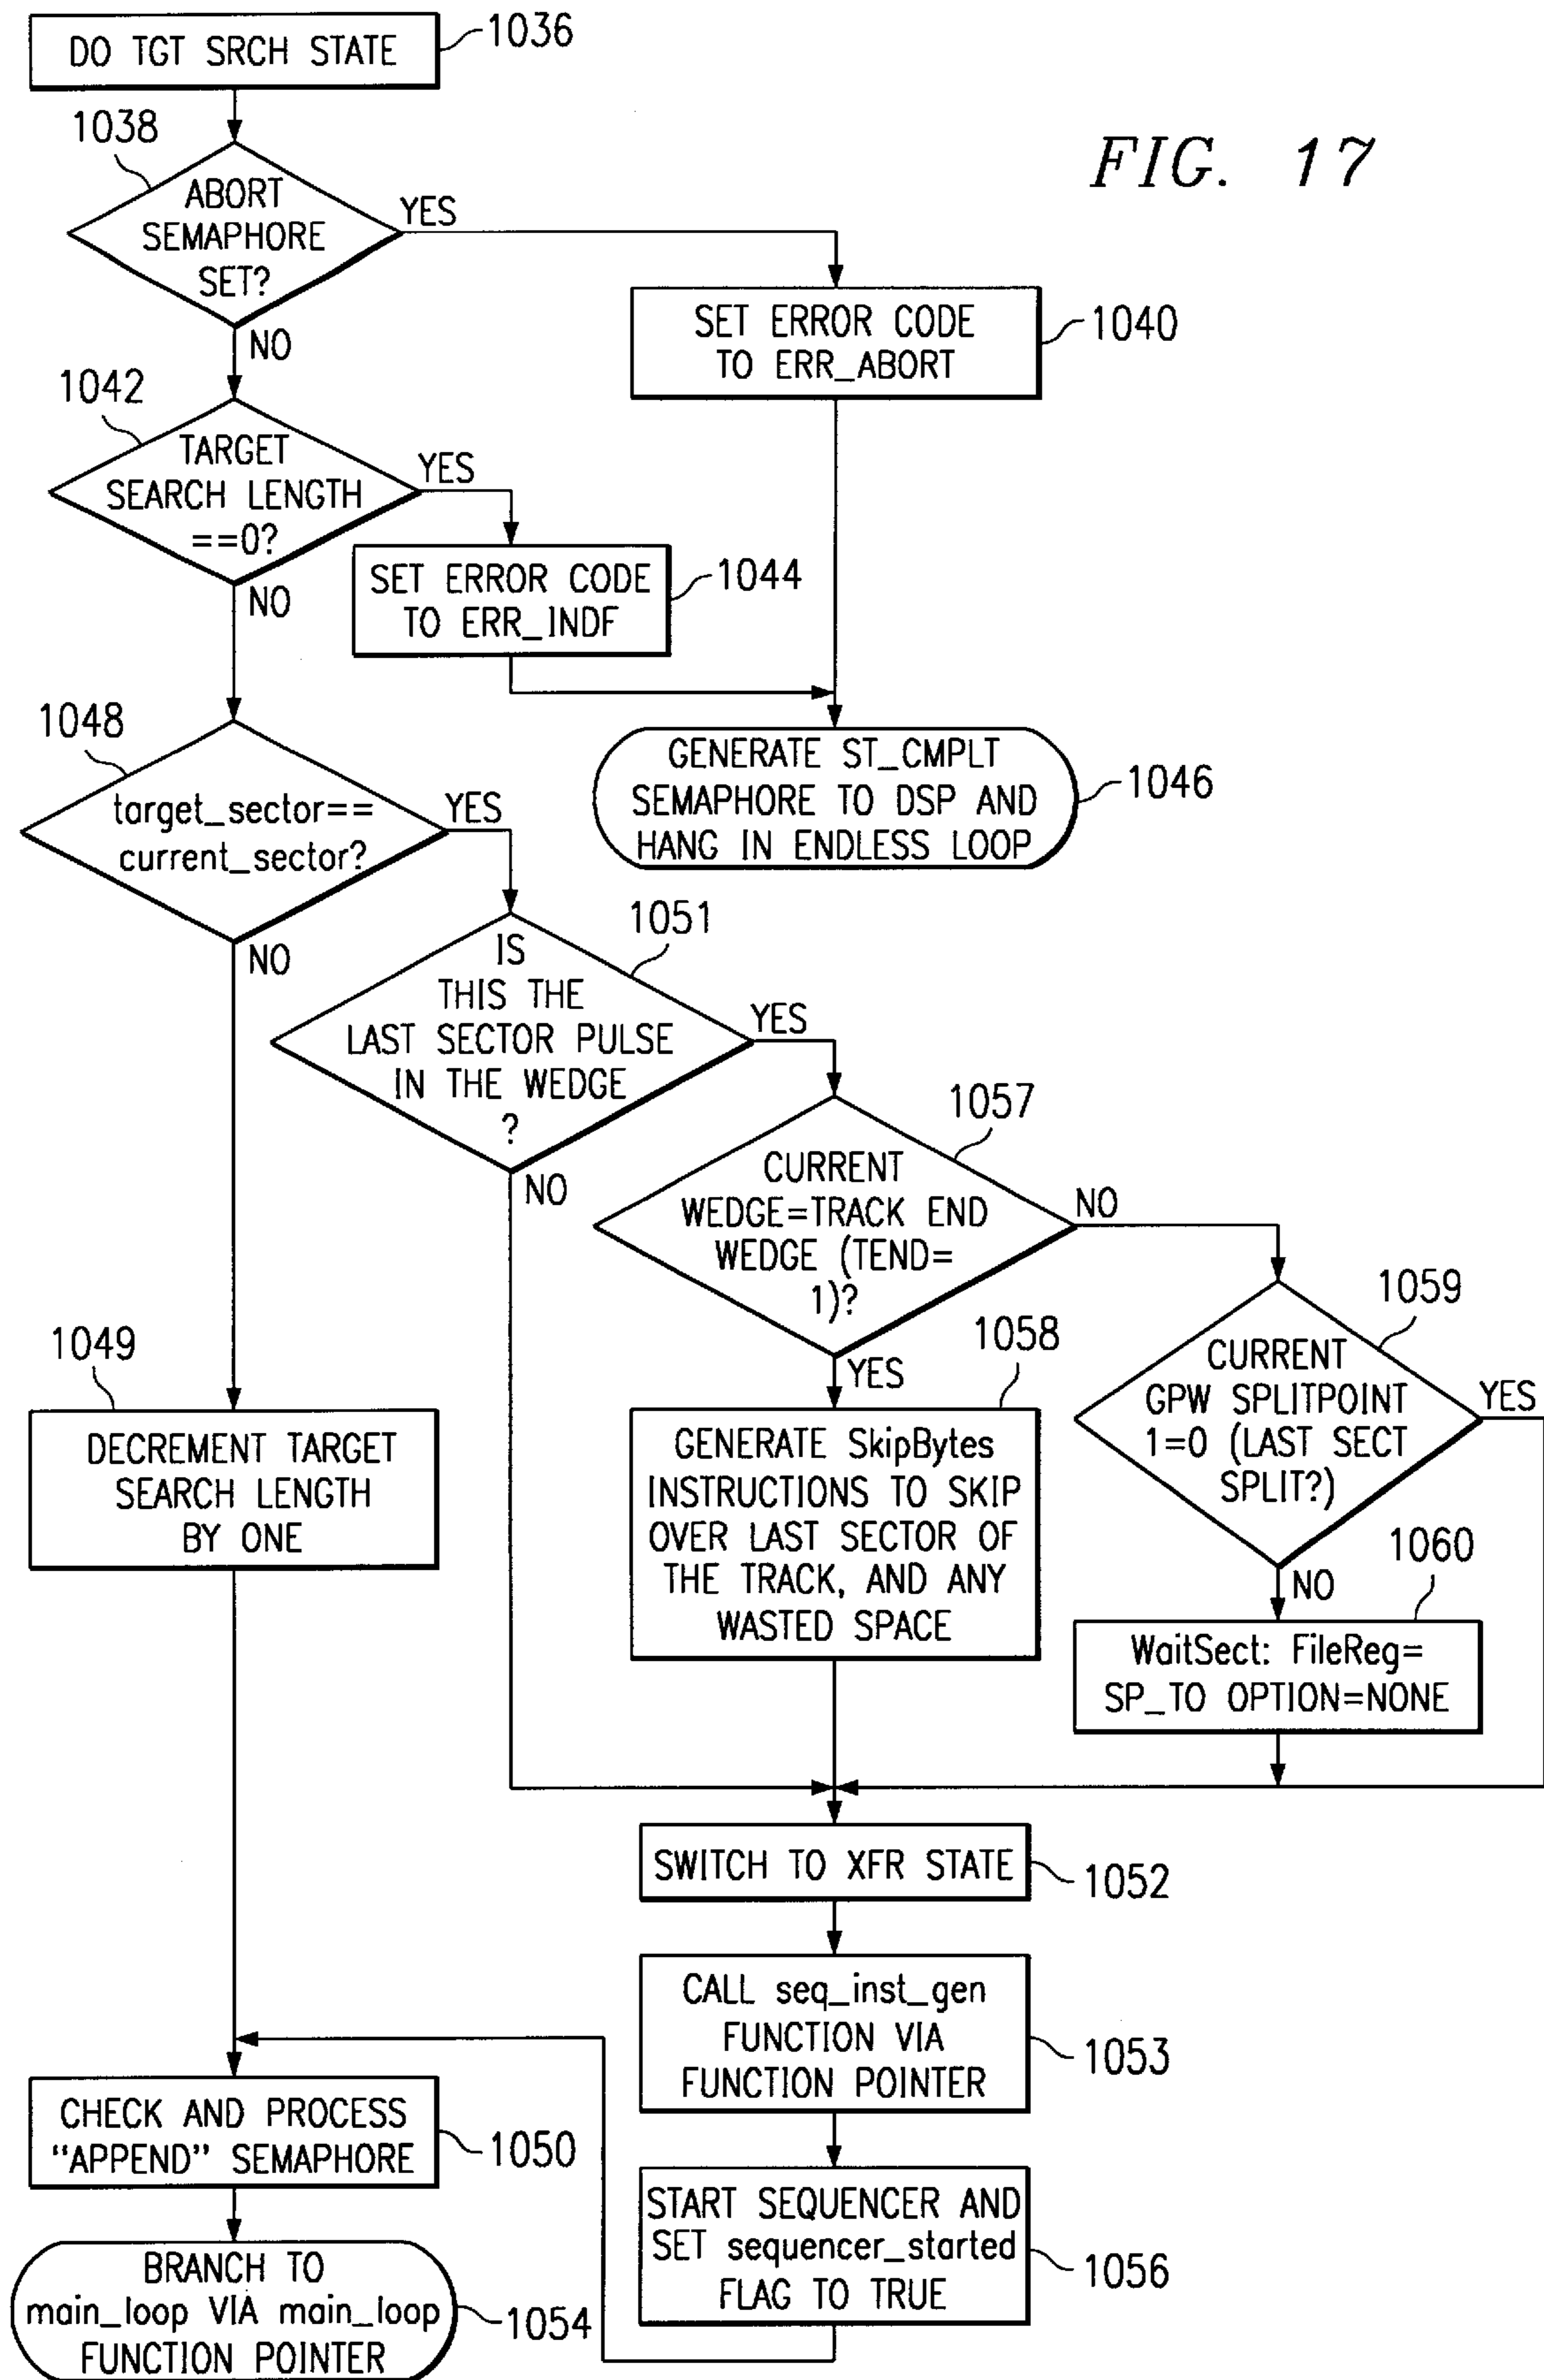 DO TGT SRCH STATE
1036
FIG. 17
1038
ABORT
SEMAPHORE
SET?
YES
NO
SET ERROR CODE
TO ERR_ABORT
1040
1042
TARGET
SEARCH LENGTH
==0?
YES
NO
SET ERROR CODE
TO ERR_INDF
1044
GENERATE ST_CMPLT
SEMAPHORE TO DSP AND
HANG IN ENDLESS LOOP
1046
1048
target_sector==
current_sector?
YES
NO
1051
IS
THIS THE
LAST SECTOR PULSE
IN THE WEDGE
?
YES
NO
1057
CURRENT
WEDGE=TRACK END
WEDGE (TEND=
1)?
NO
YES
1059
CURRENT
GPW SPLITPOINT
1=0 (LAST SECT
SPLIT?)
YES
NO
1049
DECREMENT TARGET
SEARCH LENGTH
BY ONE
1058
GENERATE SkipBytes
INSTRUCTIONS TO SKIP
OVER LAST SECTOR OF
THE TRACK, AND ANY
WASTED SPACE
1060
WaitSect: FileReg=
SP_TO OPTION=NONE
SWITCH TO XFR STATE
1052
CALL seq_inst_gen
FUNCTION VIA
FUNCTION POINTER
1053
CHECK AND PROCESS
"APPEND" SEMAPHORE
1050
START SEQUENCER AND
SET sequencer_started
FLAG TO TRUE
1056
BRANCH TO
main_loop VIA main_loop
FUNCTION POINTER
1054